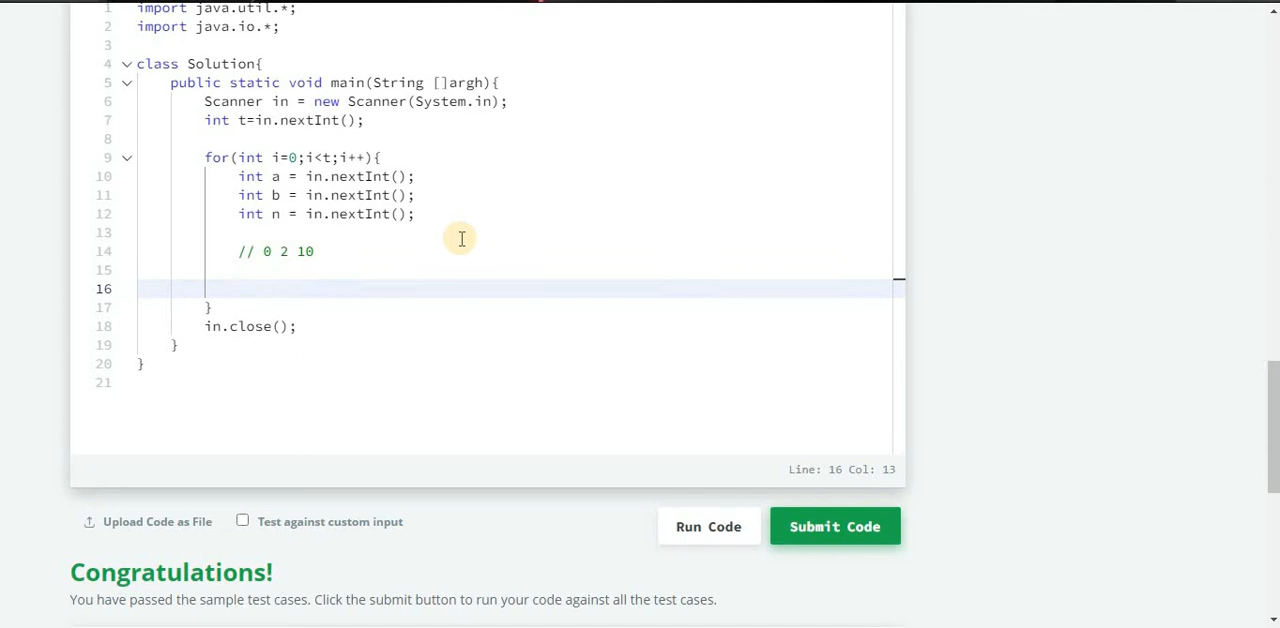 1 import java.util.*;
2 import java.io.*;
3
4 class Solution{
5 public static void main(String []argh){
6 Scanner in = new Scanner(System.in);
7 int t=in.nextInt();
8
9 for(int i=0;i<t;i++){
10 int a = in.nextInt();
11 int b = in.nextInt();
12 int n = in.nextInt();
13
14 // 0 2 10
15
16
17 }
18 in.close();
19 }
20 }
21
Line: 16 Col: 13
Upload Code as File Test against custom input Run Code Submit Code
Congratulations!
You have passed the sample test cases. Click the submit button to run your code against all the test cases.